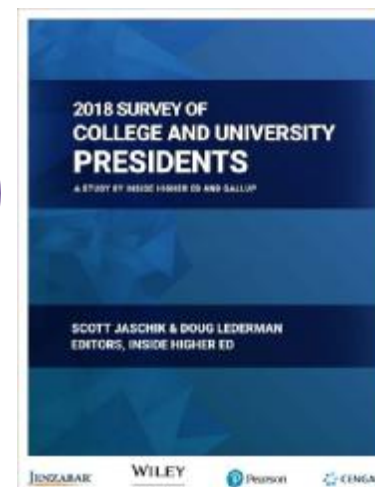 2018 SURVEY OF
COLLEGE AND UNIVERSITY
PRESIDENTS
A STUDY BY INSIDE HIGHER ED AND GALLUP
SCOTT JASCHIK & DOUG LEDERMAN
EDITORS, INSIDE HIGHER ED
JENZABAR
WILEY
Pearson
CENGA